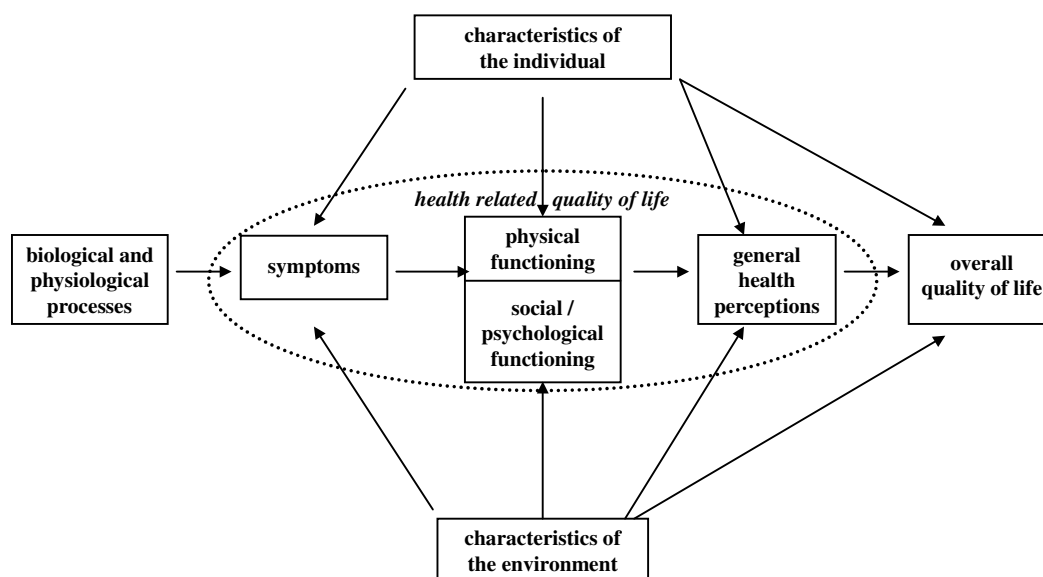 characteristics of
the individual
health related quality of life
biological and
physiological
processes
symptoms
physical
functioning
social /
psychological
functioning
general
health
perceptions
overall
quality of life
characteristics of
the environment